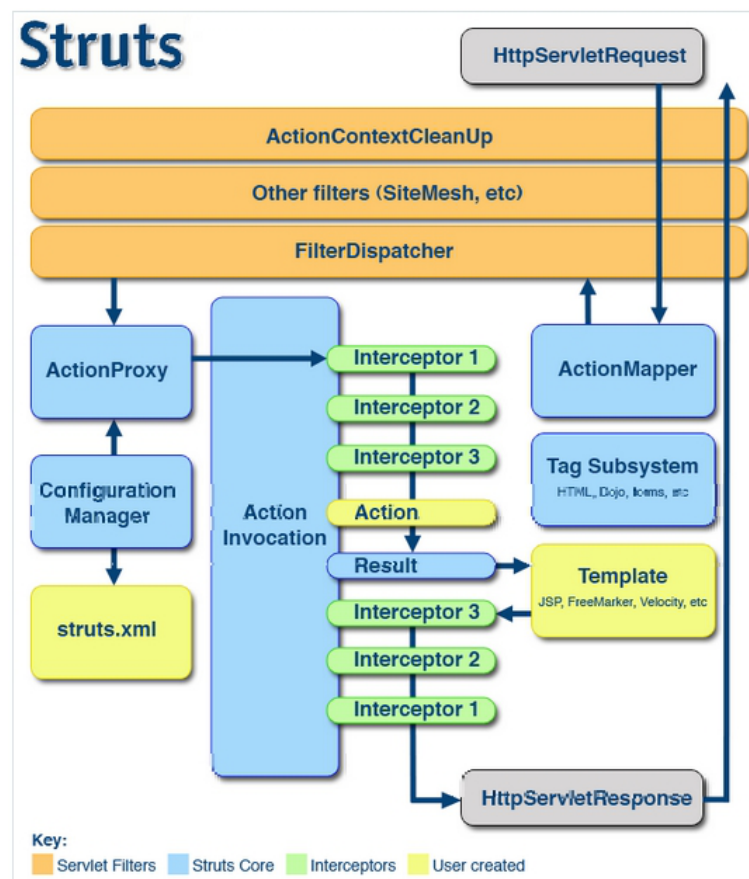 Struts
HttpServletRequest
ActionContextCleanUp
Other filters (SiteMesh, etc)
FilterDispatcher
ActionProxy
Interceptor 1
ActionMapper
Interceptor 2
Interceptor 3
Tag Subsystem
HTML, Dojo, forms, etc
Configuration
Manager
Action
Invocation
Action
Result
Template
JSP, FreeMarker, Velocity, etc
struts.xml
Interceptor 3
Interceptor 2
Interceptor 1
HttpServletResponse
Key:
Servlet Filters
Struts Core
Interceptors
User created